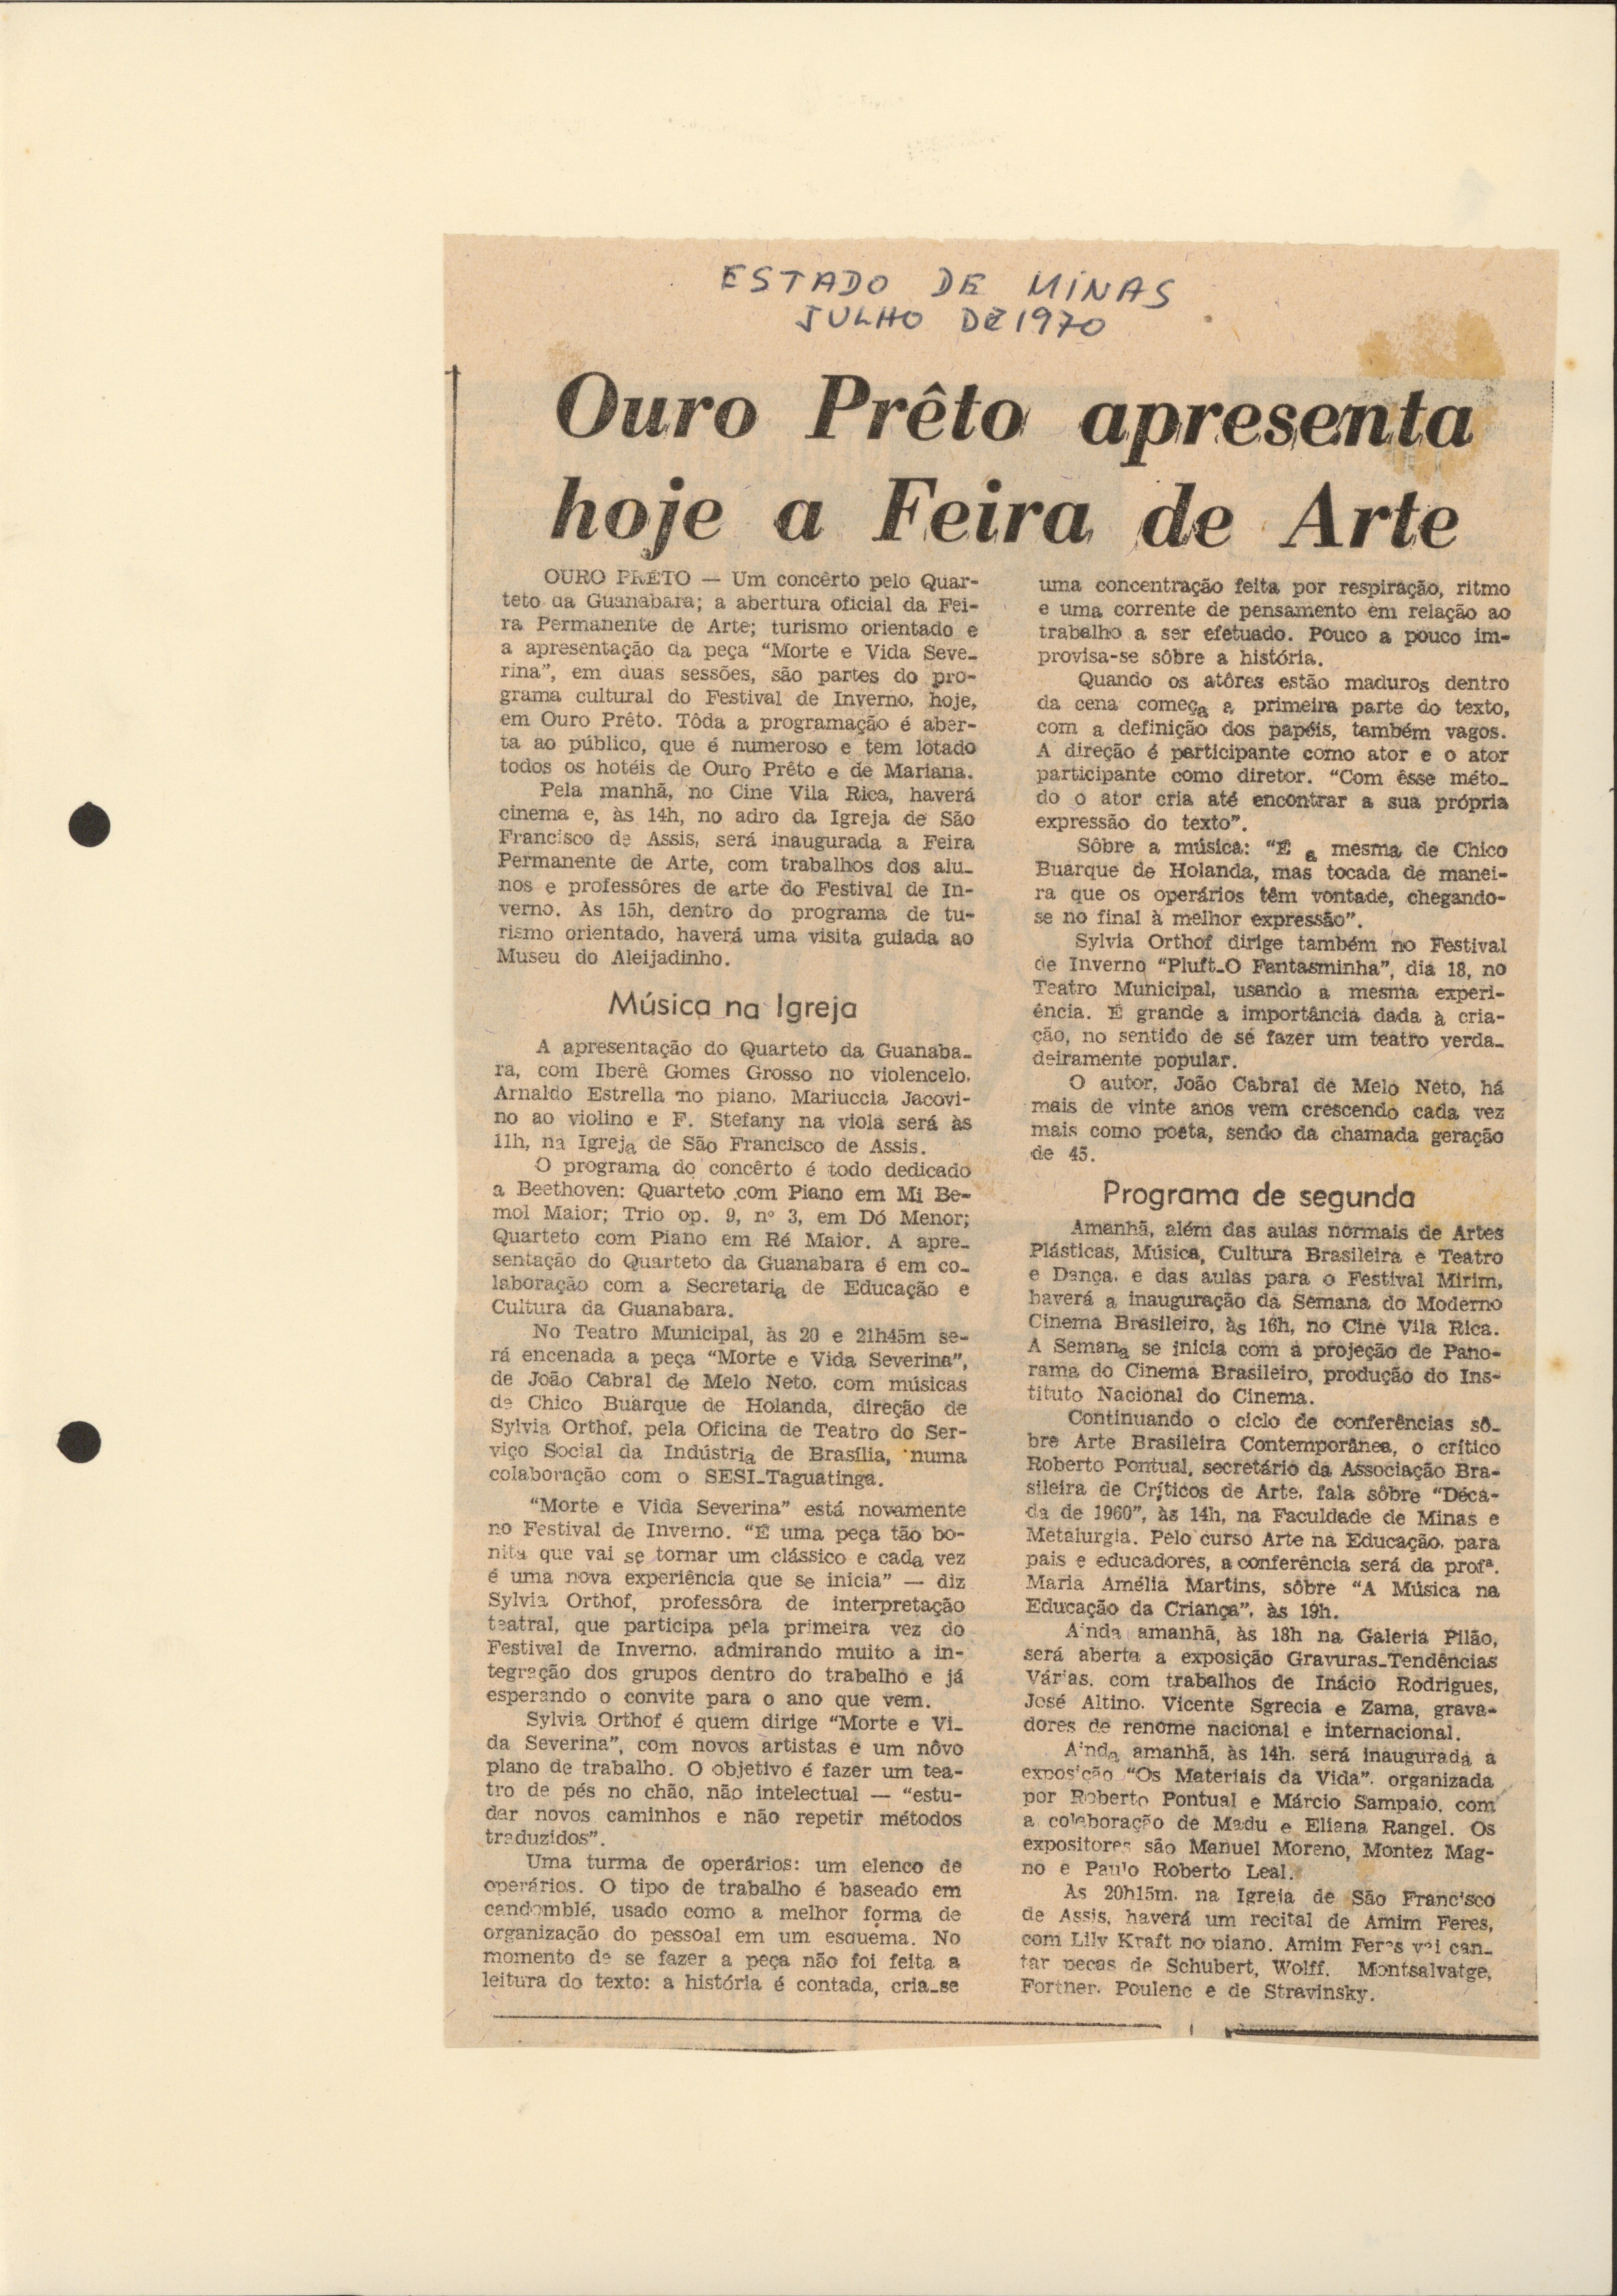 ESTADO DE MINAS
JULHO DE 1970
Ouro Prêto apresenta
hoje a Feira de Arte
OURO PRÊTO — Um concêrto pelo Quar-
teto da Guanabara; a abertura oficial da Fei-
ra Permanente de Arte; turismo orientado e
a apresentação da peça “Morte e Vida Seve-
rina”, em duas sessões, são partes do pro-
grama cultural do Festival de Inverno, hoje,
em Ouro Prêto. Tôda a programação é aber-
ta ao público, que é numeroso e tem lotado
todos os hotéis de Ouro Prêto e de Mariana.
Pela manhã, no Cine Vila Rica, haverá
cinema e, às 14h, no adro da Igreja de São
Francisco de Assis, será inaugurada a Feira
Permanente de Arte, com trabalhos dos alu-
nos e professôres de arte do Festival de In-
verno. Às 15h, dentro do programa de tu-
rismo orientado, haverá uma visita guiada ao
Museu do Aleijadinho.
Música na Igreja
A apresentação do Quarteto da Guanaba-
ra, com Iberê Gomes Grosso no violencelo,
Arnaldo Estrella no piano, Mariuccia Jacovi-
no ao violino e F. Stefany na viola será às
11h, na Igreja de São Francisco de Assis.
O programa do concêrto é todo dedicado
a Beethoven: Quarteto com Piano em Mi Be-
mol Maior; Trio op. 9, nº 3, em Dó Menor;
Quarteto com Piano em Ré Maior. A apre-
sentação do Quarteto da Guanabara é em co-
laboração com a Secretaria de Educação e
Cultura da Guanabara.
No Teatro Municipal, às 20 e 21h45m se-
rá encenada a peça “Morte e Vida Severina”,
de João Cabral de Melo Neto, com músicas
de Chico Buarque de Holanda, direção de
Sylvia Orthof, pela Oficina de Teatro do Ser-
viço Social da Indústria de Brasília, numa
colaboração com o SESI-Taguatinga.
“Morte e Vida Severina” está novamente
no Festival de Inverno. “É uma peça tão bo-
nita que vai se tornar um clássico e cada vez
é uma nova experiência que se inicia” — diz
Sylvia Orthof, professôra de interpretação
teatral, que participa pela primeira vez do
Festival de Inverno, admirando muito a in-
tegração dos grupos dentro do trabalho e já
esperando o convite para o ano que vem.
Sylvia Orthof é quem dirige “Morte e Vi-
da Severina”, com novos artistas e um nôvo
plano de trabalho. O objetivo é fazer um tea-
tro de pés no chão, não intelectual — “estu-
dar novos caminhos e não repetir métodos
traduzidos”.
Uma turma de operários: um elenco de
operários. O tipo de trabalho é baseado em
candomblé, usado como a melhor forma de
organização do pessoal em um esquema. No
momento de se fazer a peça não foi feita a
leitura do texto: a história é contada, cria-se
uma concentração feita por respiração, ritmo
e uma corrente de pensamento em relação ao
trabalho a ser efetuado. Pouco a pouco im-
provisa-se sôbre a história.
Quando os atôres estão maduros dentro
da cena começa a primeira parte do texto,
com a definição dos papéis, também vagos.
A direção é participante como ator e o ator
participante como diretor. “Com êsse méto-
do o ator cria até encontrar a sua própria
expressão do texto”.
Sôbre a música: “É a mesma de Chico
Buarque de Holanda, mas tocada de manei-
ra que os operários têm vontade, chegando-
se no final à melhor expressão”.
Sylvia Orthof dirige também no Festival
de Inverno “Pluft-O Fantasminha”, dia 18, no
Teatro Municipal, usando a mesma experi-
ência. É grande a importância dada à cria-
ção, no sentido de se fazer um teatro verda-
deiramente popular.
O autor, João Cabral de Melo Neto, há
mais de vinte anos vem crescendo cada vez
mais como poeta, sendo da chamada geração
de 45.
Programa de segunda
Amanhã, além das aulas normais de Artes
Plásticas, Música, Cultura Brasileira e Teatro
e Dança, e das aulas para o Festival Mirim,
haverá a inauguração da Semana do Moderno
Cinema Brasileiro, às 16h, no Cine Vila Rica.
A Semana se inicia com a projeção de Pano-
rama do Cinema Brasileiro, produção do Ins-
tituto Nacional do Cinema.
Continuando o ciclo de conferências sô-
bre Arte Brasileira Contemporânea, o crítico
Roberto Pontual, secretário da Associação Bra-
sileira de Críticos de Arte, fala sôbre “Déca-
da de 1960”, às 14h, na Faculdade de Minas e
Metalurgia. Pelo curso Arte na Educação, para
pais e educadores, a conferência será da profª.
Maria Amélia Martins, sôbre “A Música na
Educação da Criança”, às 19h.
Ainda amanhã, às 18h na Galeria Pilão,
será aberta a exposição Gravuras-Tendências
Várias, com trabalhos de Inácio Rodrigues,
José Altino, Vicente Sgrecia e Zama, grava-
dores de renome nacional e internacional.
Ainda amanhã, às 14h, será inaugurada a
exposição “Os Materiais da Vida”, organizada
por Roberto Pontual e Márcio Sampaio, com
a colaboração de Madu e Eliana Rangel. Os
expositores são Manuel Moreno, Montez Mag-
no e Paulo Roberto Leal.
Às 20h15m, na Igreja de São Francisco
de Assis, haverá um recital de Amim Feres,
com Lily Kraft no piano. Amim Feres vai can-
tar peças de Schubert, Wolff, Montsalvatge,
Fortner, Poulenc e de Stravinsky.